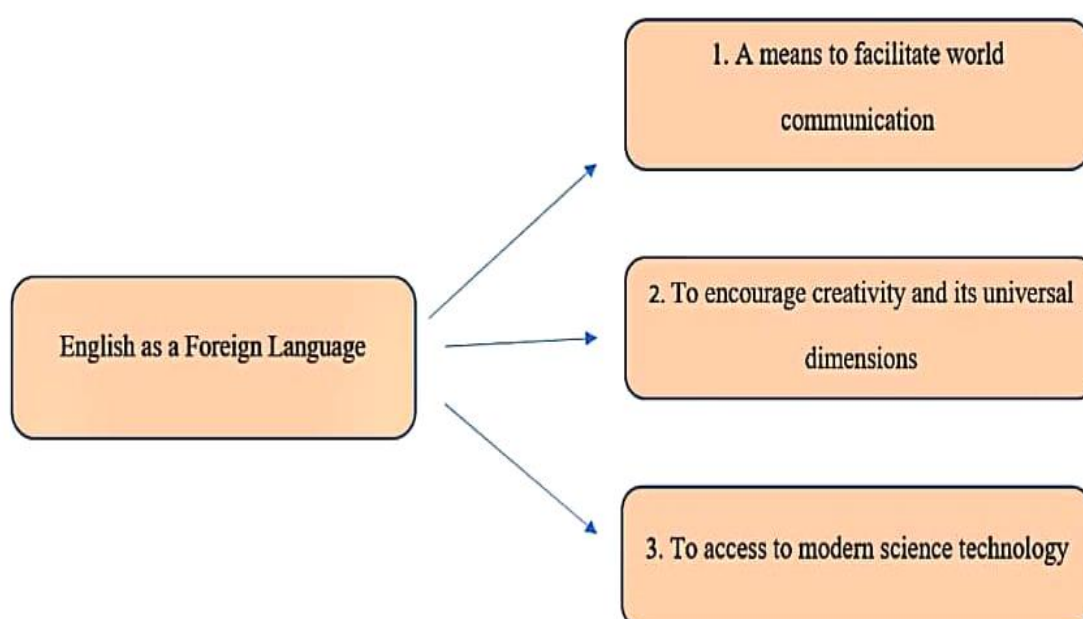 1. A means to facilitate world
communication
English as a Foreign Language
2. To encourage creativity and its universal
dimensions
3. To access to modern science technology